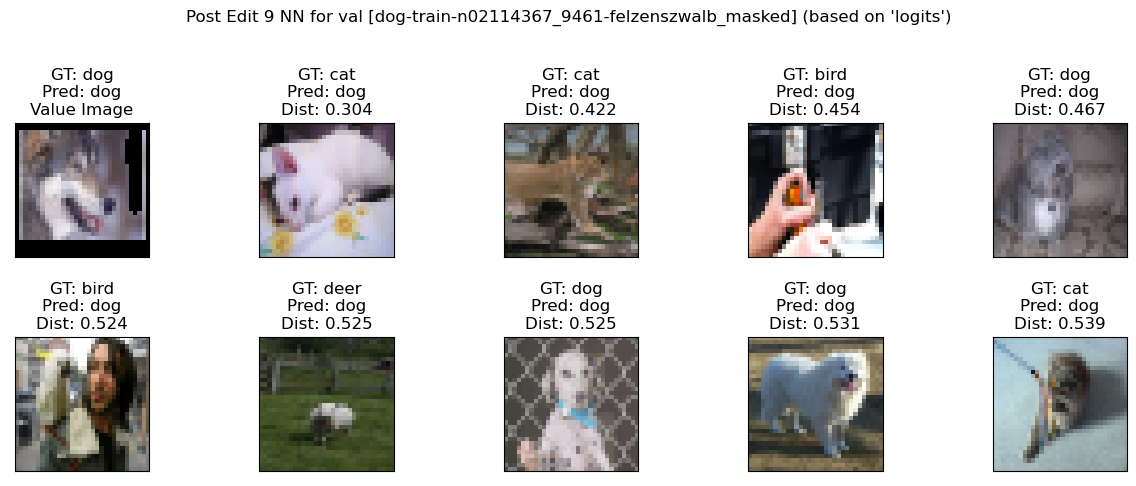 Post Edit 9 NN for val [dog-train-n02114367_9461-felzenszwalb_masked] (based on 'logits')
GT: dog
Pred: dog
Value Image
GT: cat
Pred: dog
Dist: 0.304
GT: cat
Pred: dog
Dist: 0.422
GT: bird
Pred: dog
Dist: 0.454
GT: dog
Pred: dog
Dist: 0.467
GT: bird
Pred: dog
Dist: 0.524
GT: deer
Pred: dog
Dist: 0.525
GT: dog
Pred: dog
Dist: 0.525
GT: dog
Pred: dog
Dist: 0.531
GT: cat
Pred: dog
Dist: 0.539